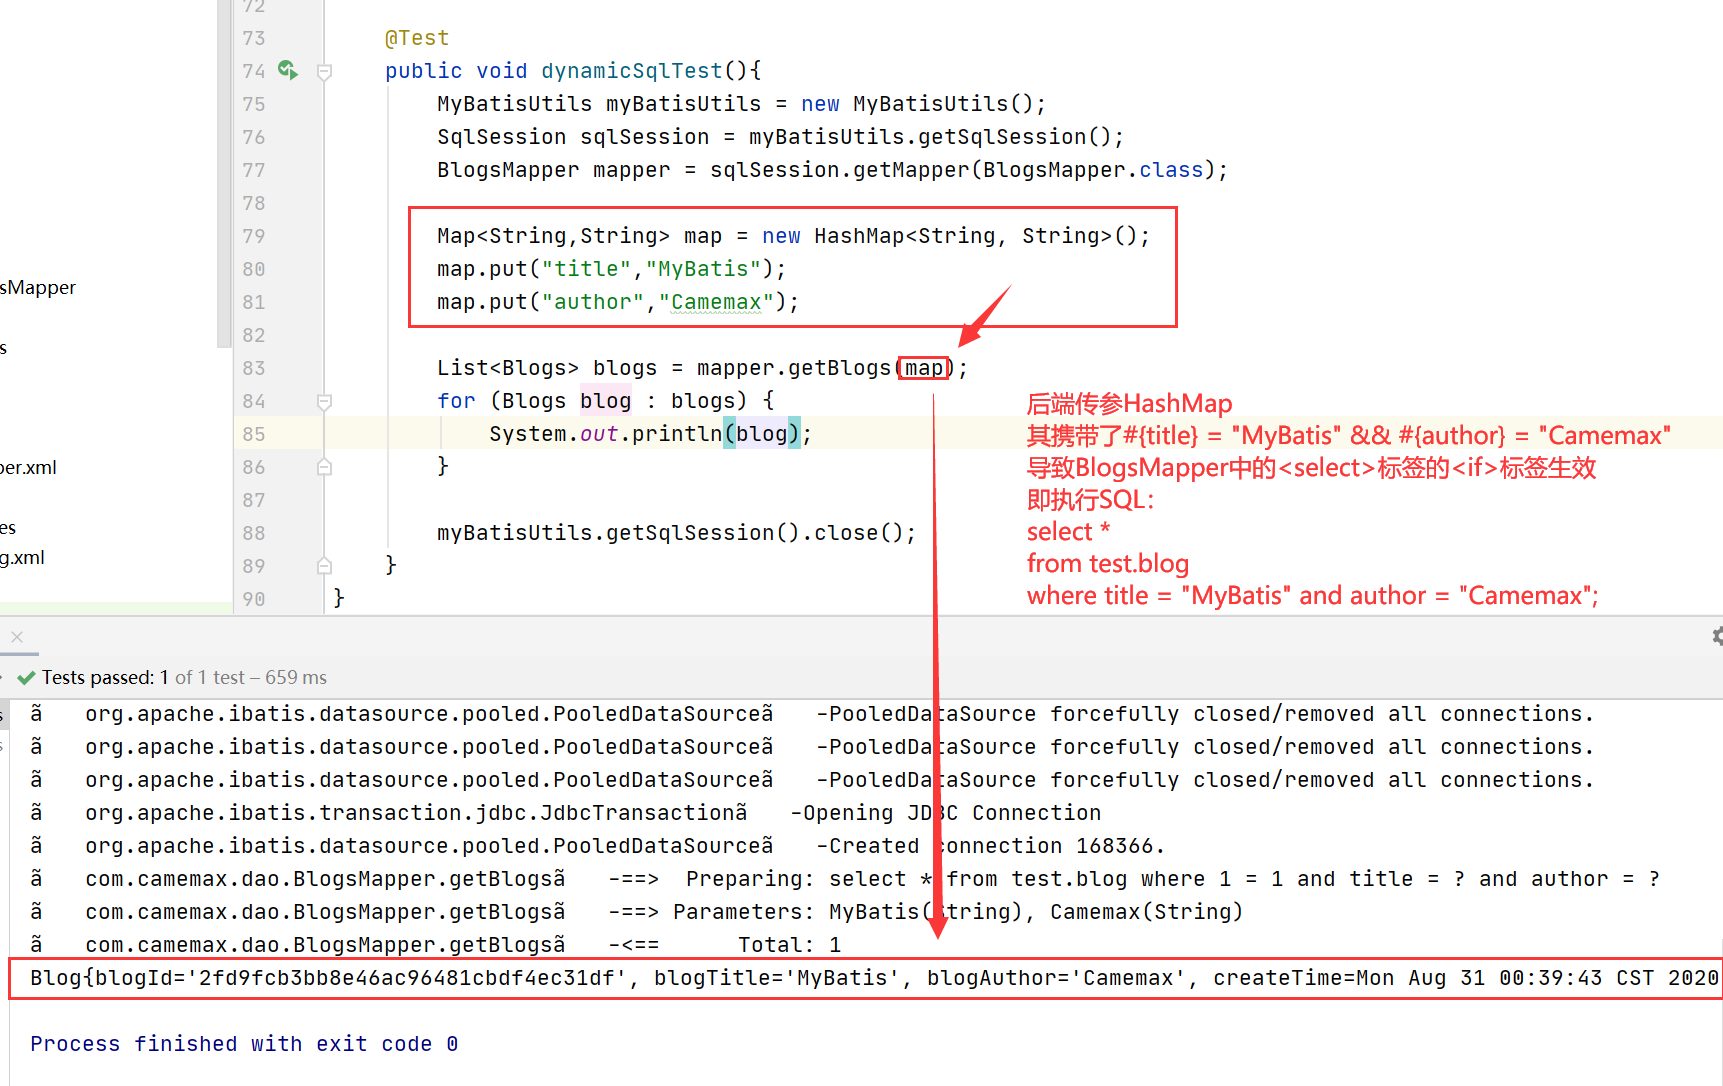 72
73 @Test
74 public void dynamicSqlTest(){
75 MyBatisUtils myBatisUtils = new MyBatisUtils();
76 SqlSession sqlSession = myBatisUtils.getSqlSession();
77 BlogsMapper mapper = sqlSession.getMapper(BlogsMapper.class);
78
79 Map<String,String> map = new HashMap<String, String>();
80 map.put("title","MyBatis");
81 map.put("author","Camemax");
82
83 List<Blogs> blogs = mapper.getBlogs(map);
84 for (Blogs blog : blogs) {
85 System.out.println(blog);
86 }
87
88 myBatisUtils.getSqlSession().close();
89 }
90 }
sMapper
s
per.xml
es
g.xml
后端传参HashMap
其携带了#{title} = "MyBatis" && #{author} = "Camemax"
导致BlogsMapper中的<select>标签的<if>标签生效
即执行SQL：
select *
from test.blog
where title = "MyBatis" and author = "Camemax";
Tests passed: 1 of 1 test – 659 ms
ã org.apache.ibatis.datasource.pooled.PooledDataSourceã -PooledDataSource forcefully closed/removed all connections.
ã org.apache.ibatis.datasource.pooled.PooledDataSourceã -PooledDataSource forcefully closed/removed all connections.
ã org.apache.ibatis.datasource.pooled.PooledDataSourceã -PooledDataSource forcefully closed/removed all connections.
ã org.apache.ibatis.transaction.jdbc.JdbcTransactionã -Opening JDBC Connection
ã org.apache.ibatis.datasource.pooled.PooledDataSourceã -Created connection 168366.
ã com.camemax.dao.BlogsMapper.getBlogsã -==> Preparing: select * from test.blog where 1 = 1 and title = ? and author = ?
ã com.camemax.dao.BlogsMapper.getBlogsã -==> Parameters: MyBatis(String), Camemax(String)
ã com.camemax.dao.BlogsMapper.getBlogsã -<== Total: 1
Blog{blogId='2fd9fcb3bb8e46ac96481cbdf4ec31df', blogTitle='MyBatis', blogAuthor='Camemax', createTime=Mon Aug 31 00:39:43 CST 2020
Process finished with exit code 0